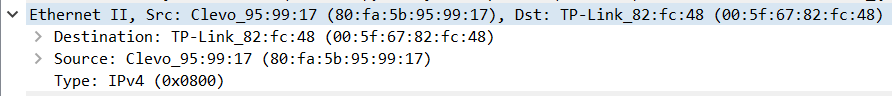 Ethernet II, Src: Clevo_95:99:17 (80:fa:5b:95:99:17), Dst: TP-Link_82:fc:48 (00:5f:67:82:fc:48)
Destination: TP-Link_82:fc:48 (00:5f:67:82:fc:48)
Source: Clevo_95:99:17 (80:fa:5b:95:99:17)
Type: IPv4 (0x0800)